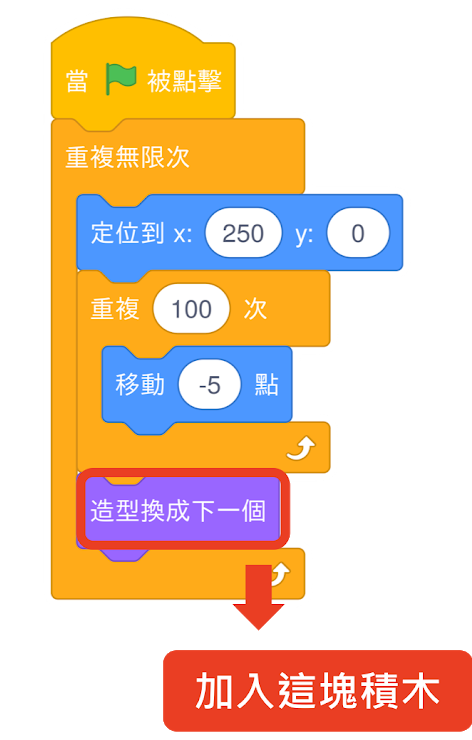 當 被點擊
重複無限次
定位到 x: 250 y: 0
重複 100 次
移動 -5 點
造型換成下一個
加入這塊積木